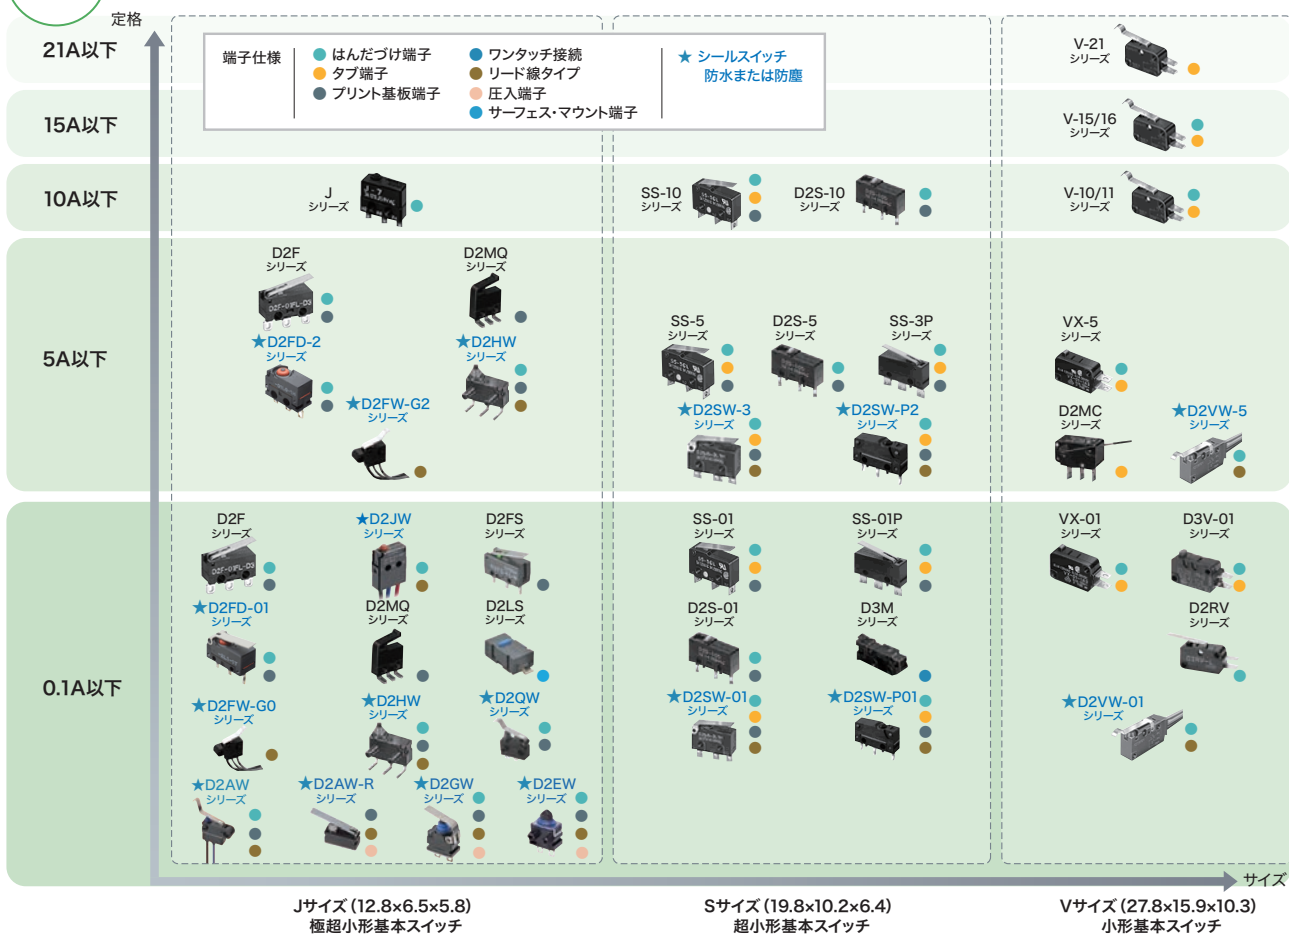 定格
21A以下
15A以下
10A以下
5A以下
0.1A以下
端子仕様
はんだづけ端子
タブ端子
プリント基板端子
ワンタッチ接続
リード線タイプ
圧入端子
サーフェス・マウント端子
★ シールスイッチ
防水または防塵
V-21
シリーズ
V-15/16
シリーズ
J
シリーズ
SS-10
シリーズ
D2S-10
シリーズ
V-10/11
シリーズ
D2F
シリーズ
D2MQ
シリーズ
★D2FD-2
シリーズ
★D2HW
シリーズ
★D2FW-G2
シリーズ
SS-5
シリーズ
D2S-5
シリーズ
SS-3P
シリーズ
★D2SW-3
シリーズ
★D2SW-P2
シリーズ
VX-5
シリーズ
D2MC
シリーズ
★D2VW-5
シリーズ
D2F
シリーズ
★D2JW
シリーズ
D2FS
シリーズ
★D2FD-01
シリーズ
D2MQ
シリーズ
D2LS
シリーズ
★D2FW-G0
シリーズ
★D2HW
シリーズ
★D2QW
シリーズ
★D2AW
シリーズ
★D2AW-R
シリーズ
★D2GW
シリーズ
★D2EW
シリーズ
SS-01
シリーズ
SS-01P
シリーズ
D2S-01
シリーズ
D3M
シリーズ
★D2SW-01
シリーズ
★D2SW-P01
シリーズ
VX-01
シリーズ
D3V-01
シリーズ
D2RV
シリーズ
★D2VW-01
シリーズ
サイズ
Jサイズ(12.8×6.5×5.8)
極超小形基本スイッチ
Sサイズ(19.8×10.2×6.4)
超小形基本スイッチ
Vサイズ(27.8×15.9×10.3)
小形基本スイッチ